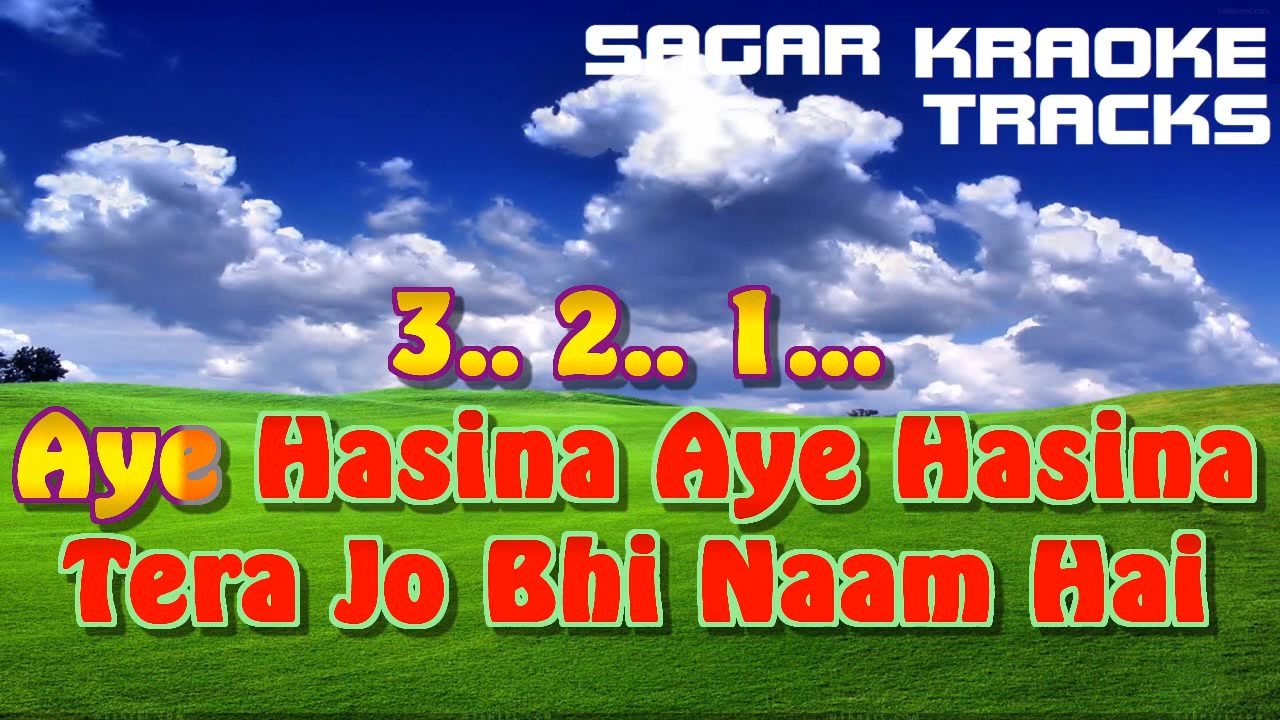 SAGAR KRAOKE
TRACKS
3.. 2.. 1...
Aye Hasina Aye Hasina
Tera Jo Bhi Naam Hai